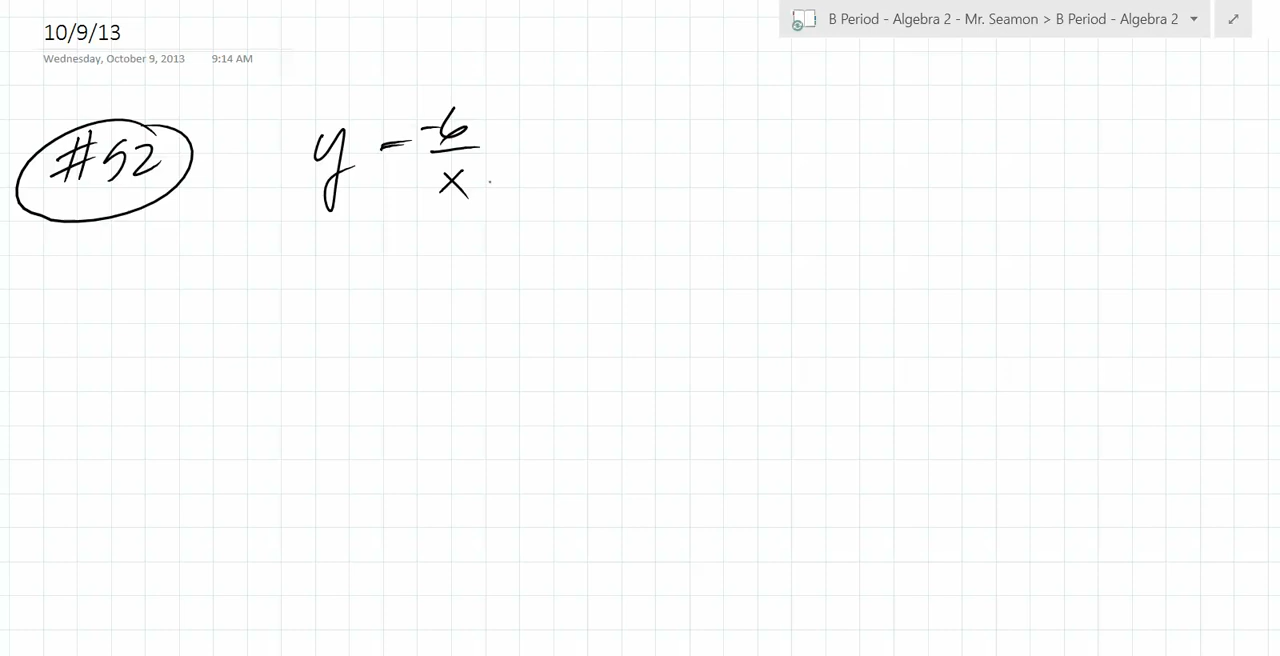 10/9/13
B Period - Algebra 2 - Mr. Seamon > B Period - Algebra 2
Wednesday, October 9, 2013 9:14 AM
#52
y = -6/x